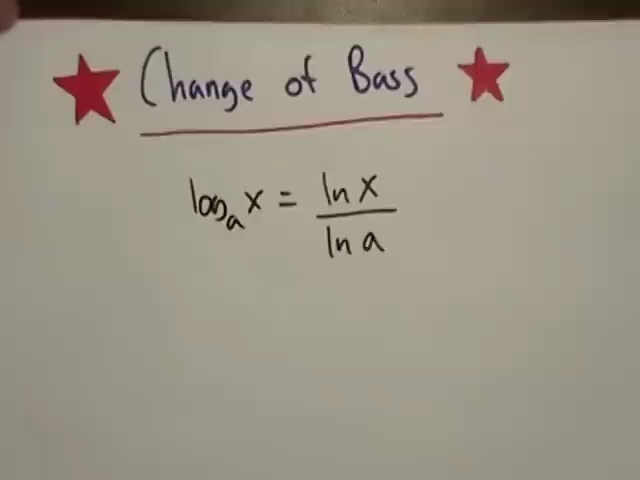 Change of Bass
logₐ x = ln x / ln a